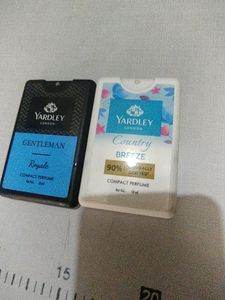 YARDLEY
LONDON
GENTLEMAN
Royale
COMPACT PERFUME
YARDLEY
LONDON
Country
BREEZE
90%
COMPACT PERFUME
15
20